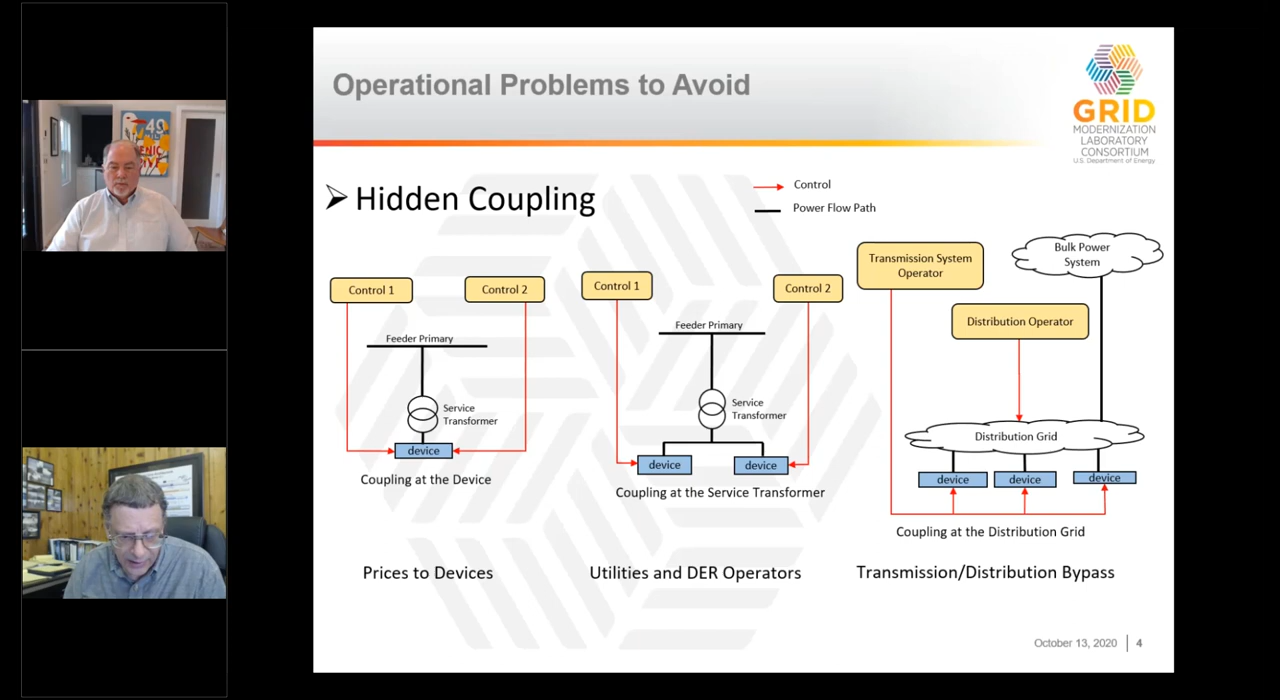 Operational Problems to Avoid
GRID
MODERNIZATION
LABORATORY
CONSORTIUM
U.S. Department of Energy
➢ Hidden Coupling
Control
Power Flow Path
Control 1
Control 2
Feeder Primary
Service
Transformer
device
Coupling at the Device
Prices to Devices
Control 1
Control 2
Feeder Primary
Service
Transformer
device
device
Coupling at the Service Transformer
Utilities and DER Operators
Transmission System
Operator
Bulk Power
System
Distribution Operator
Distribution Grid
device
device
device
Coupling at the Distribution Grid
Transmission/Distribution Bypass
October 13, 2020
4
49